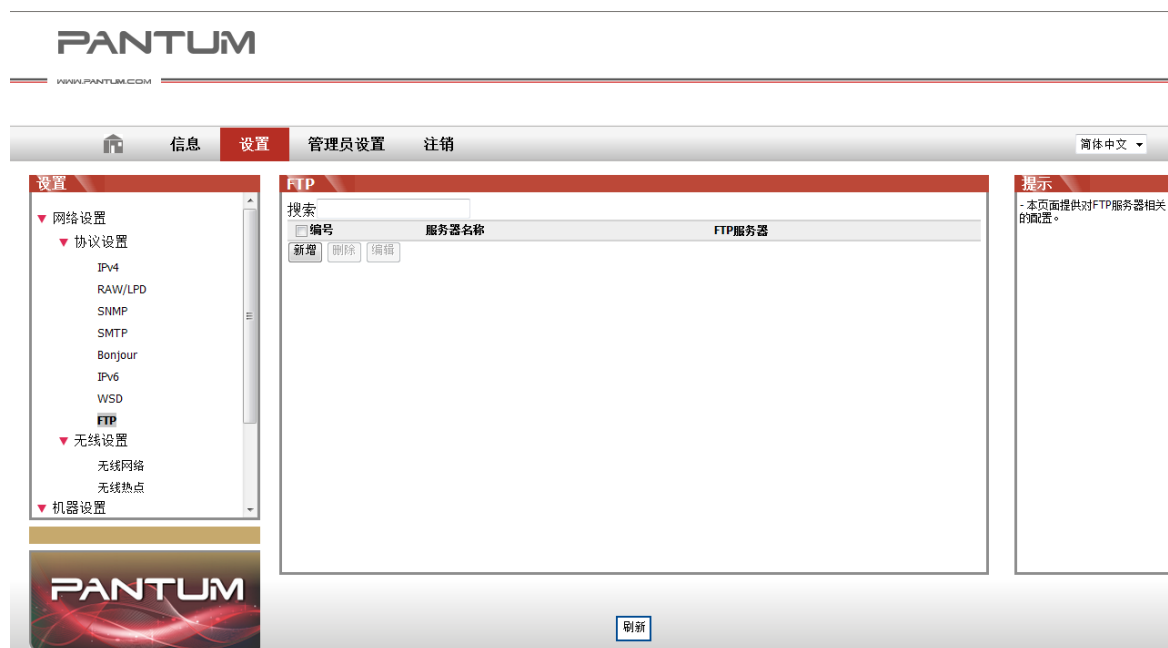 PANTUM
WWW.PANTUM.COM
信息 设置 管理员设置 注销 简体中文
设置
网络设置
协议设置
IPv4
RAW/LPD
SNMP
SMTP
Bonjour
IPv6
WSD
FTP
无线设置
无线网络
无线热点
机器设置
PANTUM
FTP
搜索
编号 服务器名称 FTP服务器
新增 删除 编辑
刷新
提示
- 本页面提供对FTP服务器相关
的配置。